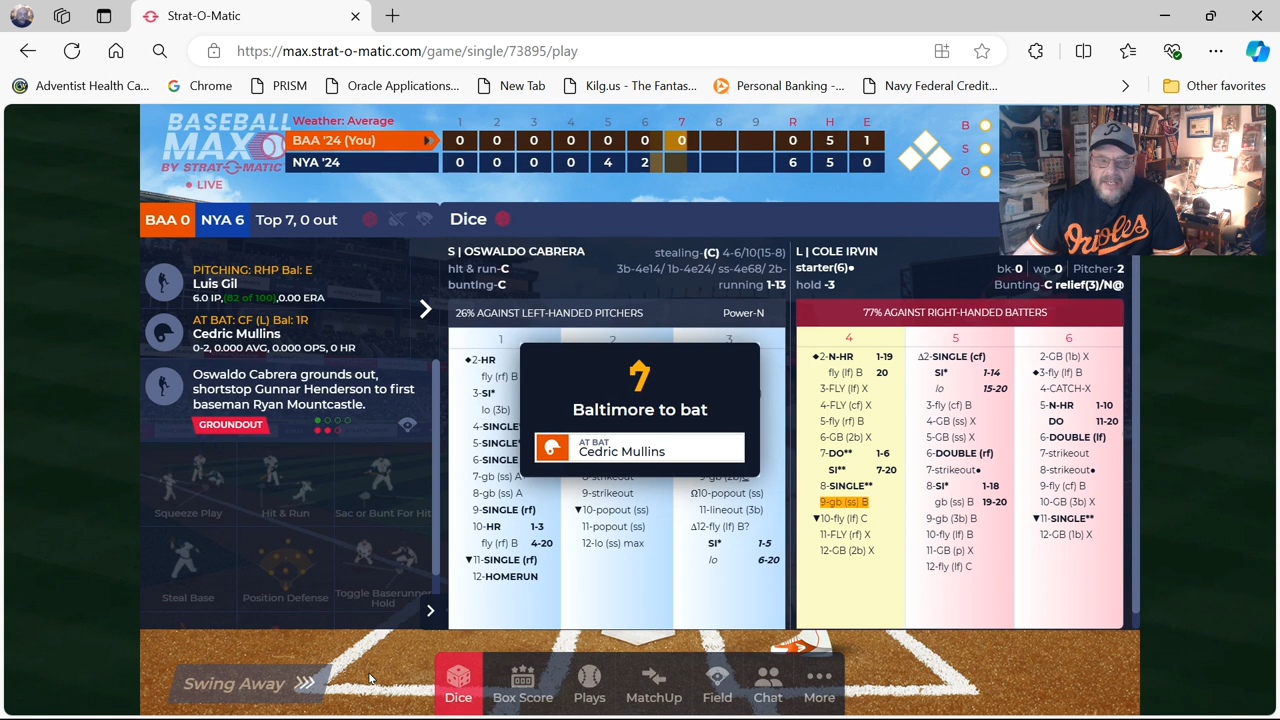 Strat-O-Matic
https://max.strat-o-matic.com/game/single/73895/play
Adventist Health Ca...
Chrome
PRISM
Oracle Applications...
New Tab
Kilg.us - The Fantas...
Personal Banking -...
Navy Federal Credit...
Other favorites
BASEBALL
MAX
BY STRAT-O-MATIC
LIVE
Weather: Average 1 2 3 4 5 6 7 8 9 R H E
BAA '24 (You) 0 0 0 0 0 0 0 0 5 1
NYA '24 0 0 0 0 4 2 6 5 0
B
S
O
BAA 0 NYA 6 Top 7, 0 out
Dice
PITCHING: RHP Bal: E
Luis Gil
6.0 IP,(82 of 100),0.00 ERA
AT BAT: CF (L) Bal: 1R
Cedric Mullins
0-2, 0.000 AVG, 0.000 OPS, 0 HR
Oswaldo Cabrera grounds out,
shortstop Gunnar Henderson to first
baseman Ryan Mountcastle.
GROUNDOUT
Squeeze Play
Hit & Run
Sac or Bunt For Hit
Steal Base
Position Defense
Toggle Baserunner
Hold
S | OSWALDO CABRERA
stealing-(C) 4-6/10(15-8)
hit & run-C
3b-4e14/ 1b-4e24/ ss-4e68/ 2b-
bunting-C
running 1-13
26% AGAINST LEFT-HANDED PITCHERS
Power-N
1 2 3
◆2-HR
fly (rf) B
3-SI*
lo (3b)
4-SINGLE*
5-SINGLE
6-SINGLE
7-gb (ss) A
8-gb (ss) A
9-SINGLE (rf)
10-HR 1-3
fly (rf) B 4-20
▼11-SINGLE (rf)
12-HOMERUN
8-strikeout
9-strikeout
▼10-popout (ss)
11-popout (ss)
12-lo (ss) max
Ω10-popout (ss)
11-lineout (3b)
Δ12-fly (lf) B?
SI* 1-5
lo 6-20
L | COLE IRVIN
starter(6)●
bk-0 wp-0 Pitcher-2
hold -3
Bunting-C relief(3)/N@
77% AGAINST RIGHT-HANDED BATTERS
4
◆2-N-HR 1-19
fly (lf) B 20
3-FLY (lf) X
4-FLY (cf) X
5-fly (rf) B
6-GB (2b) X
7-DO** 1-6
SI** 7-20
8-SINGLE**
9-gb (ss) B
▼10-fly (lf) C
11-FLY (rf) X
12-GB (2b) X
5
Δ2-SINGLE (cf)
SI* 1-14
lo 15-20
3-fly (cf) B
4-GB (ss) X
5-GB (ss) X
6-DOUBLE (rf)
7-strikeout●
8-SI* 1-18
gb (ss) B 19-20
9-gb (3b) B
10-fly (lf) B
11-GB (p) X
12-fly (lf) C
6
2-GB (1b) X
◆3-fly (lf) B
4-CATCH-X
5-N-HR 1-10
DO 11-20
6-DOUBLE (lf)
7-strikeout
8-strikeout●
9-fly (cf) B
10-GB (3b) X
▼11-SINGLE**
12-GB (1b) X
7
Baltimore to bat
AT BAT
Cedric Mullins
P
Orioles
Swing Away
Dice
Box Score
Plays
MatchUp
Field
Chat
More